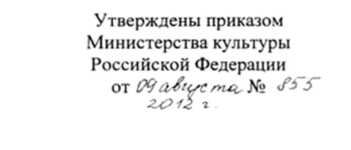 Утверждены приказом
Министерства культуры
Российской Федерации
от 09 августа № 855
2012 г.